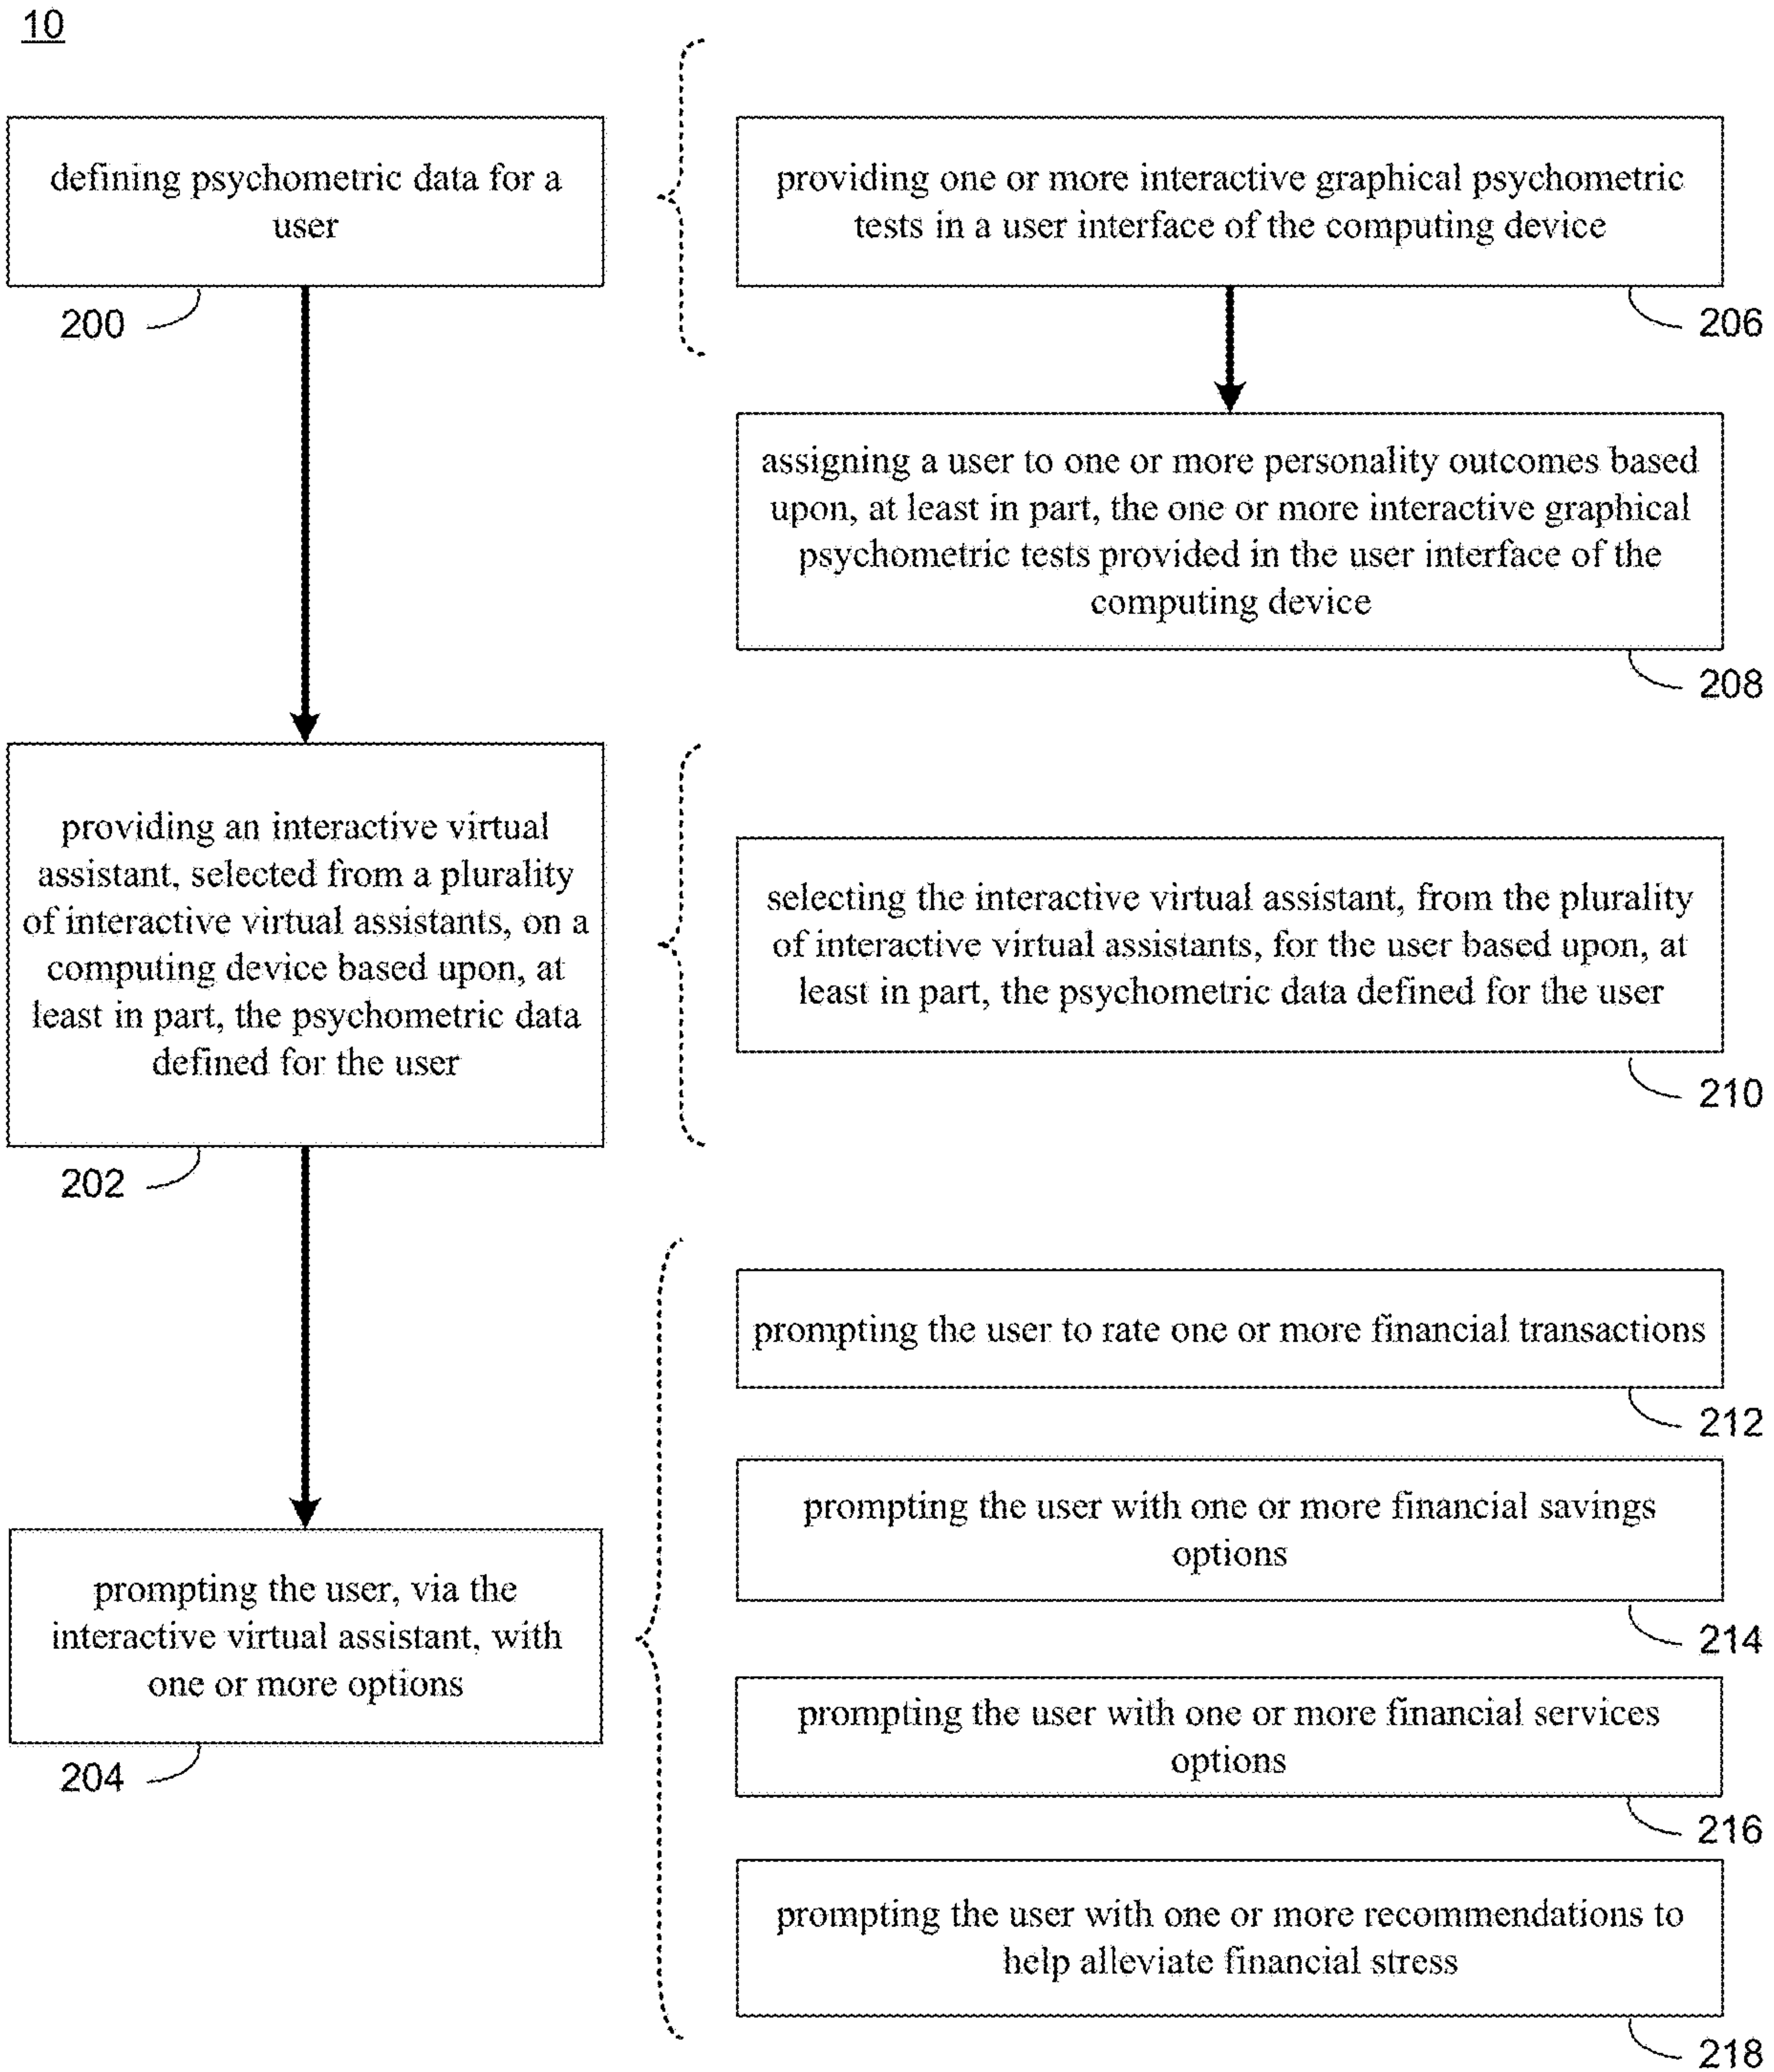 10
defining psychometric data for a
user
200
providing one or more interactive graphical psychometric
tests in a user interface of the computing device
206
assigning a user to one or more personality outcomes based
upon, at least in part, the one or more interactive graphical
psychometric tests provided in the user interface of the
computing device
208
providing an interactive virtual
assistant, selected from a plurality
of interactive virtual assistants, on a
computing device based upon, at
least in part, the psychometric data
defined for the user
202
selecting the interactive virtual assistant, from the plurality
of interactive virtual assistants, for the user based upon, at
least in part, the psychometric data defined for the user
210
prompting the user, via the
interactive virtual assistant, with
one or more options
204
prompting the user to rate one or more financial transactions
212
prompting the user with one or more financial savings
options
214
prompting the user with one or more financial services
options
216
prompting the user with one or more recommendations to
help alleviate financial stress
218